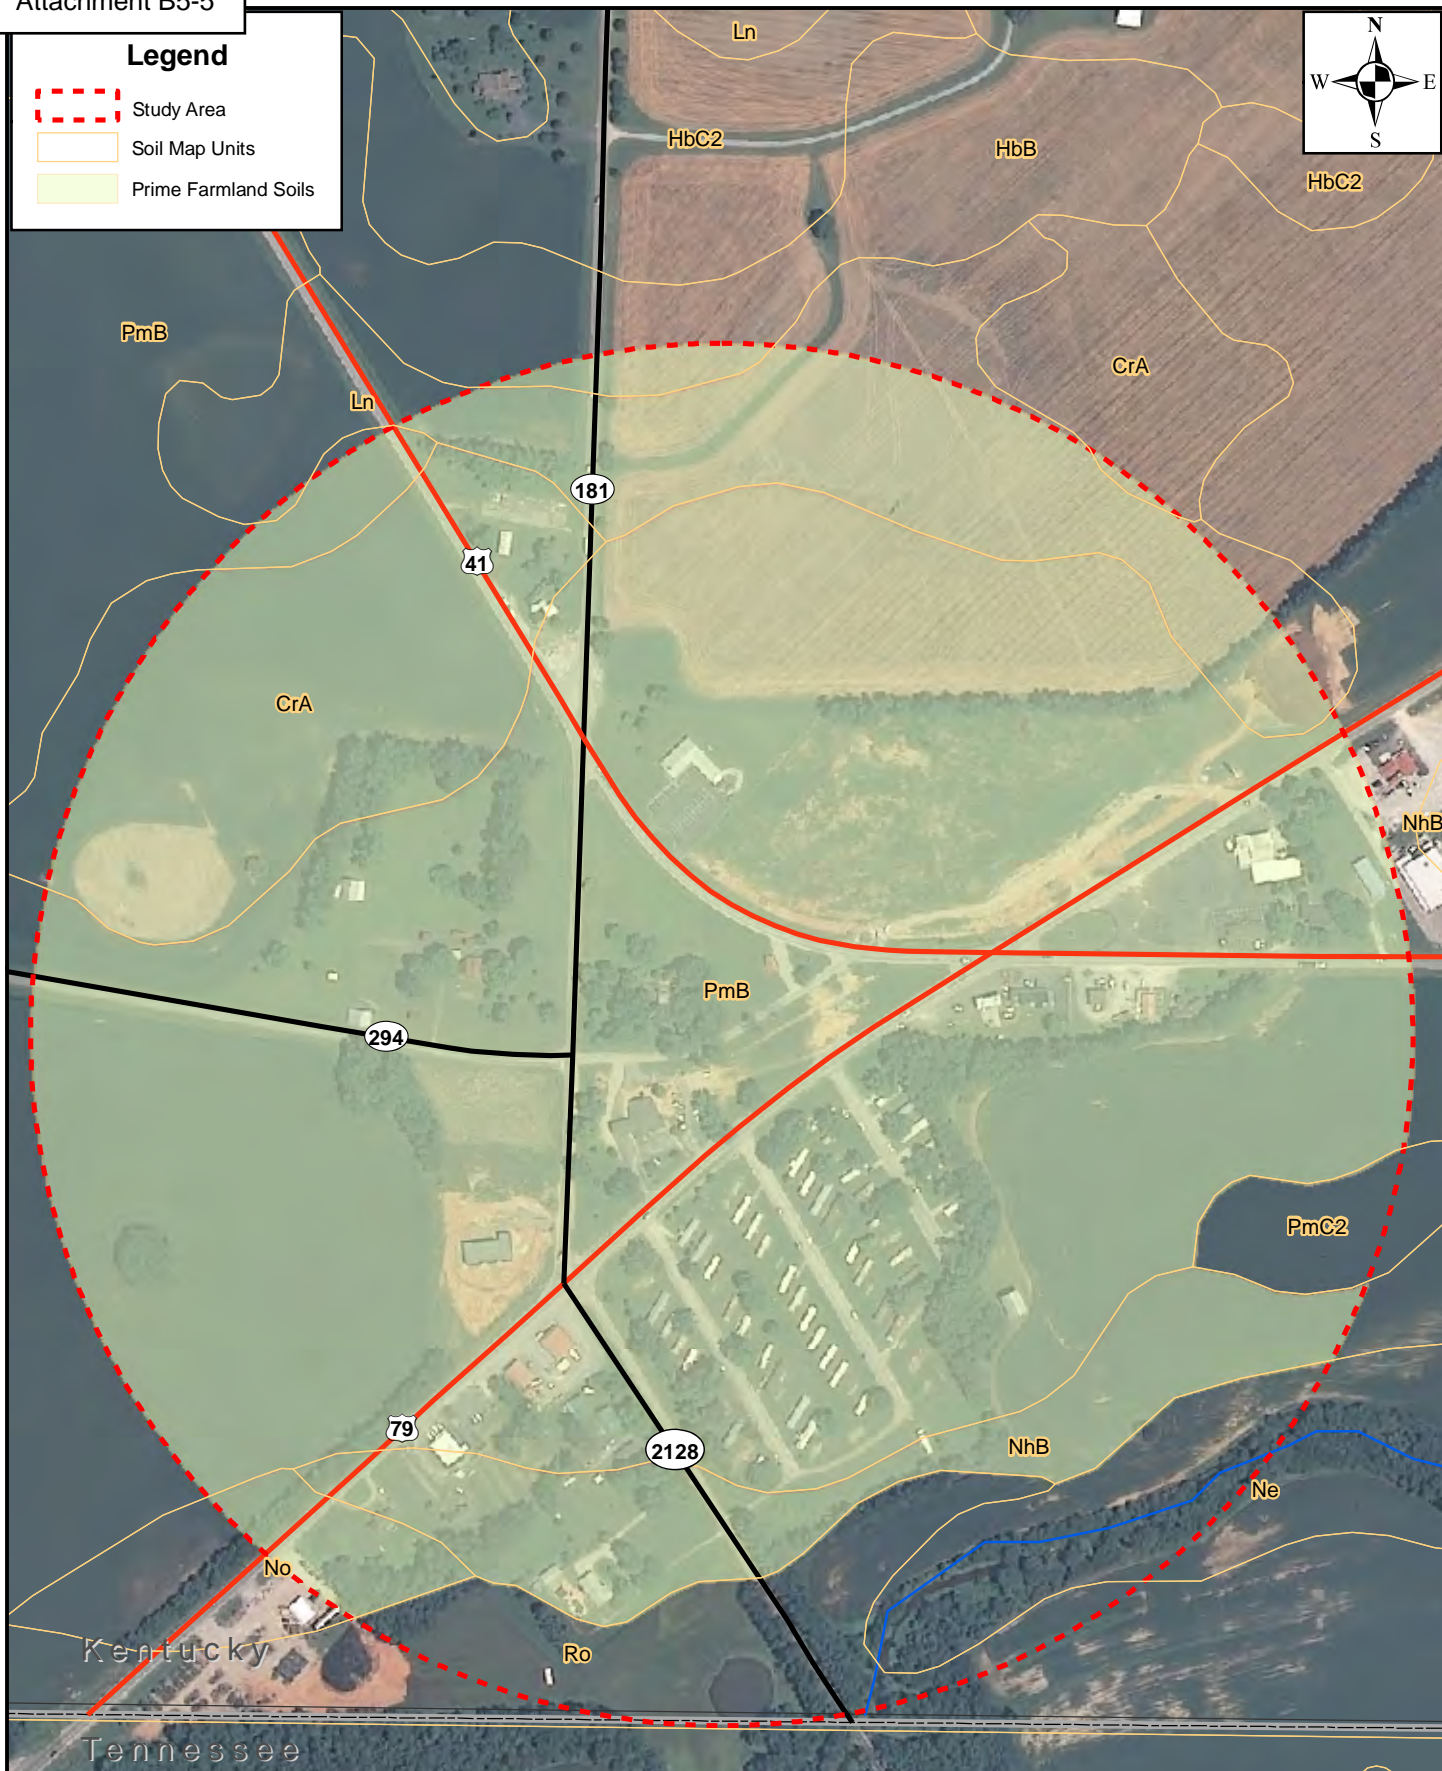 Attachment B5-5
Legend
Study Area
Soil Map Units
Prime Farmland Soils
N
W E
S
Ln
HbC2
HbB
HbC2
PmB
CrA
Ln
181
41
CrA
NhB
PmB
294
PmC2
79
2128
NhB
Ne
No
Ro
Kentucky
Tennessee